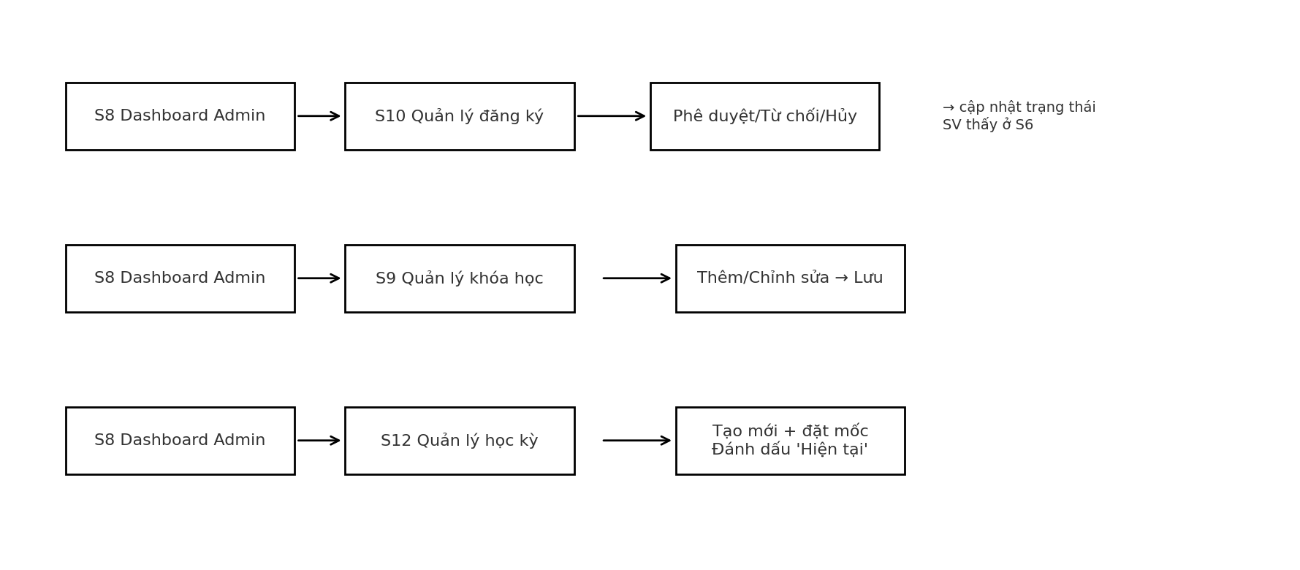 S8 Dashboard Admin
S10 Quản lý đăng ký
Phê duyệt/Từ chối/Hủy
→ cập nhật trạng thái
SV thấy ở S6
S8 Dashboard Admin
S9 Quản lý khóa học
Thêm/Chỉnh sửa → Lưu
S8 Dashboard Admin
S12 Quản lý học kỳ
Tạo mới + đặt mốc
Đánh dấu 'Hiện tại'